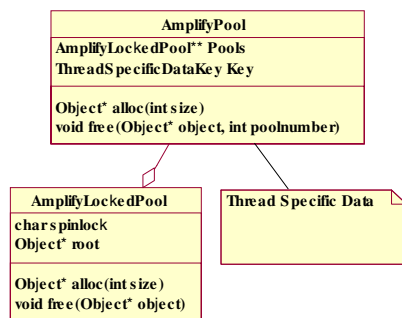 AmplifyPool
AmplifyLockedPool** Pools
ThreadSpecificDataKey Key
Object* alloc(int size)
void free(Object* object, int poolnumber)
AmplifyLockedPool
char spinlock
Object* root
Object* alloc(int size)
void free(Object* object)
Thread Specific Data